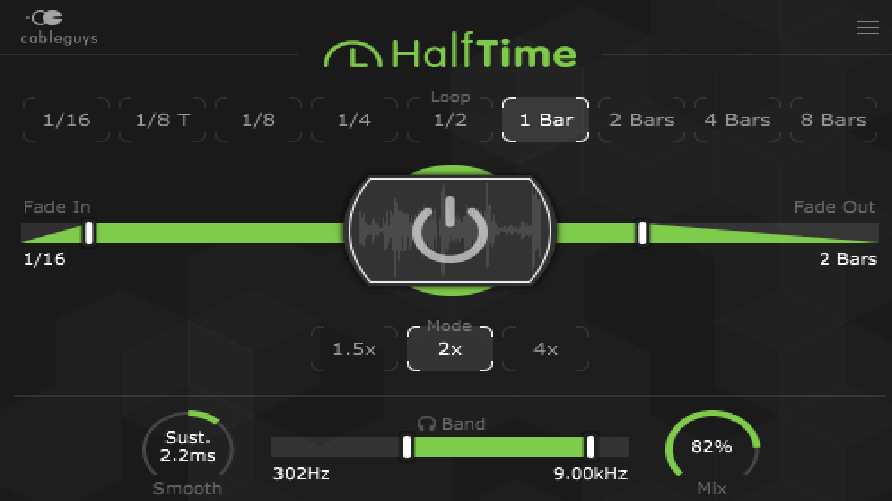 cableguys
HalfTime
Loop
1/16 1/8 T 1/8 1/4 1/2 1 Bar 2 Bars 4 Bars 8 Bars
Fade In Fade Out
1/16 2 Bars
Mode
1.5x 2x 4x
Sust.
2.2ms
Smooth
Band
302Hz 9.00kHz
82%
Mix